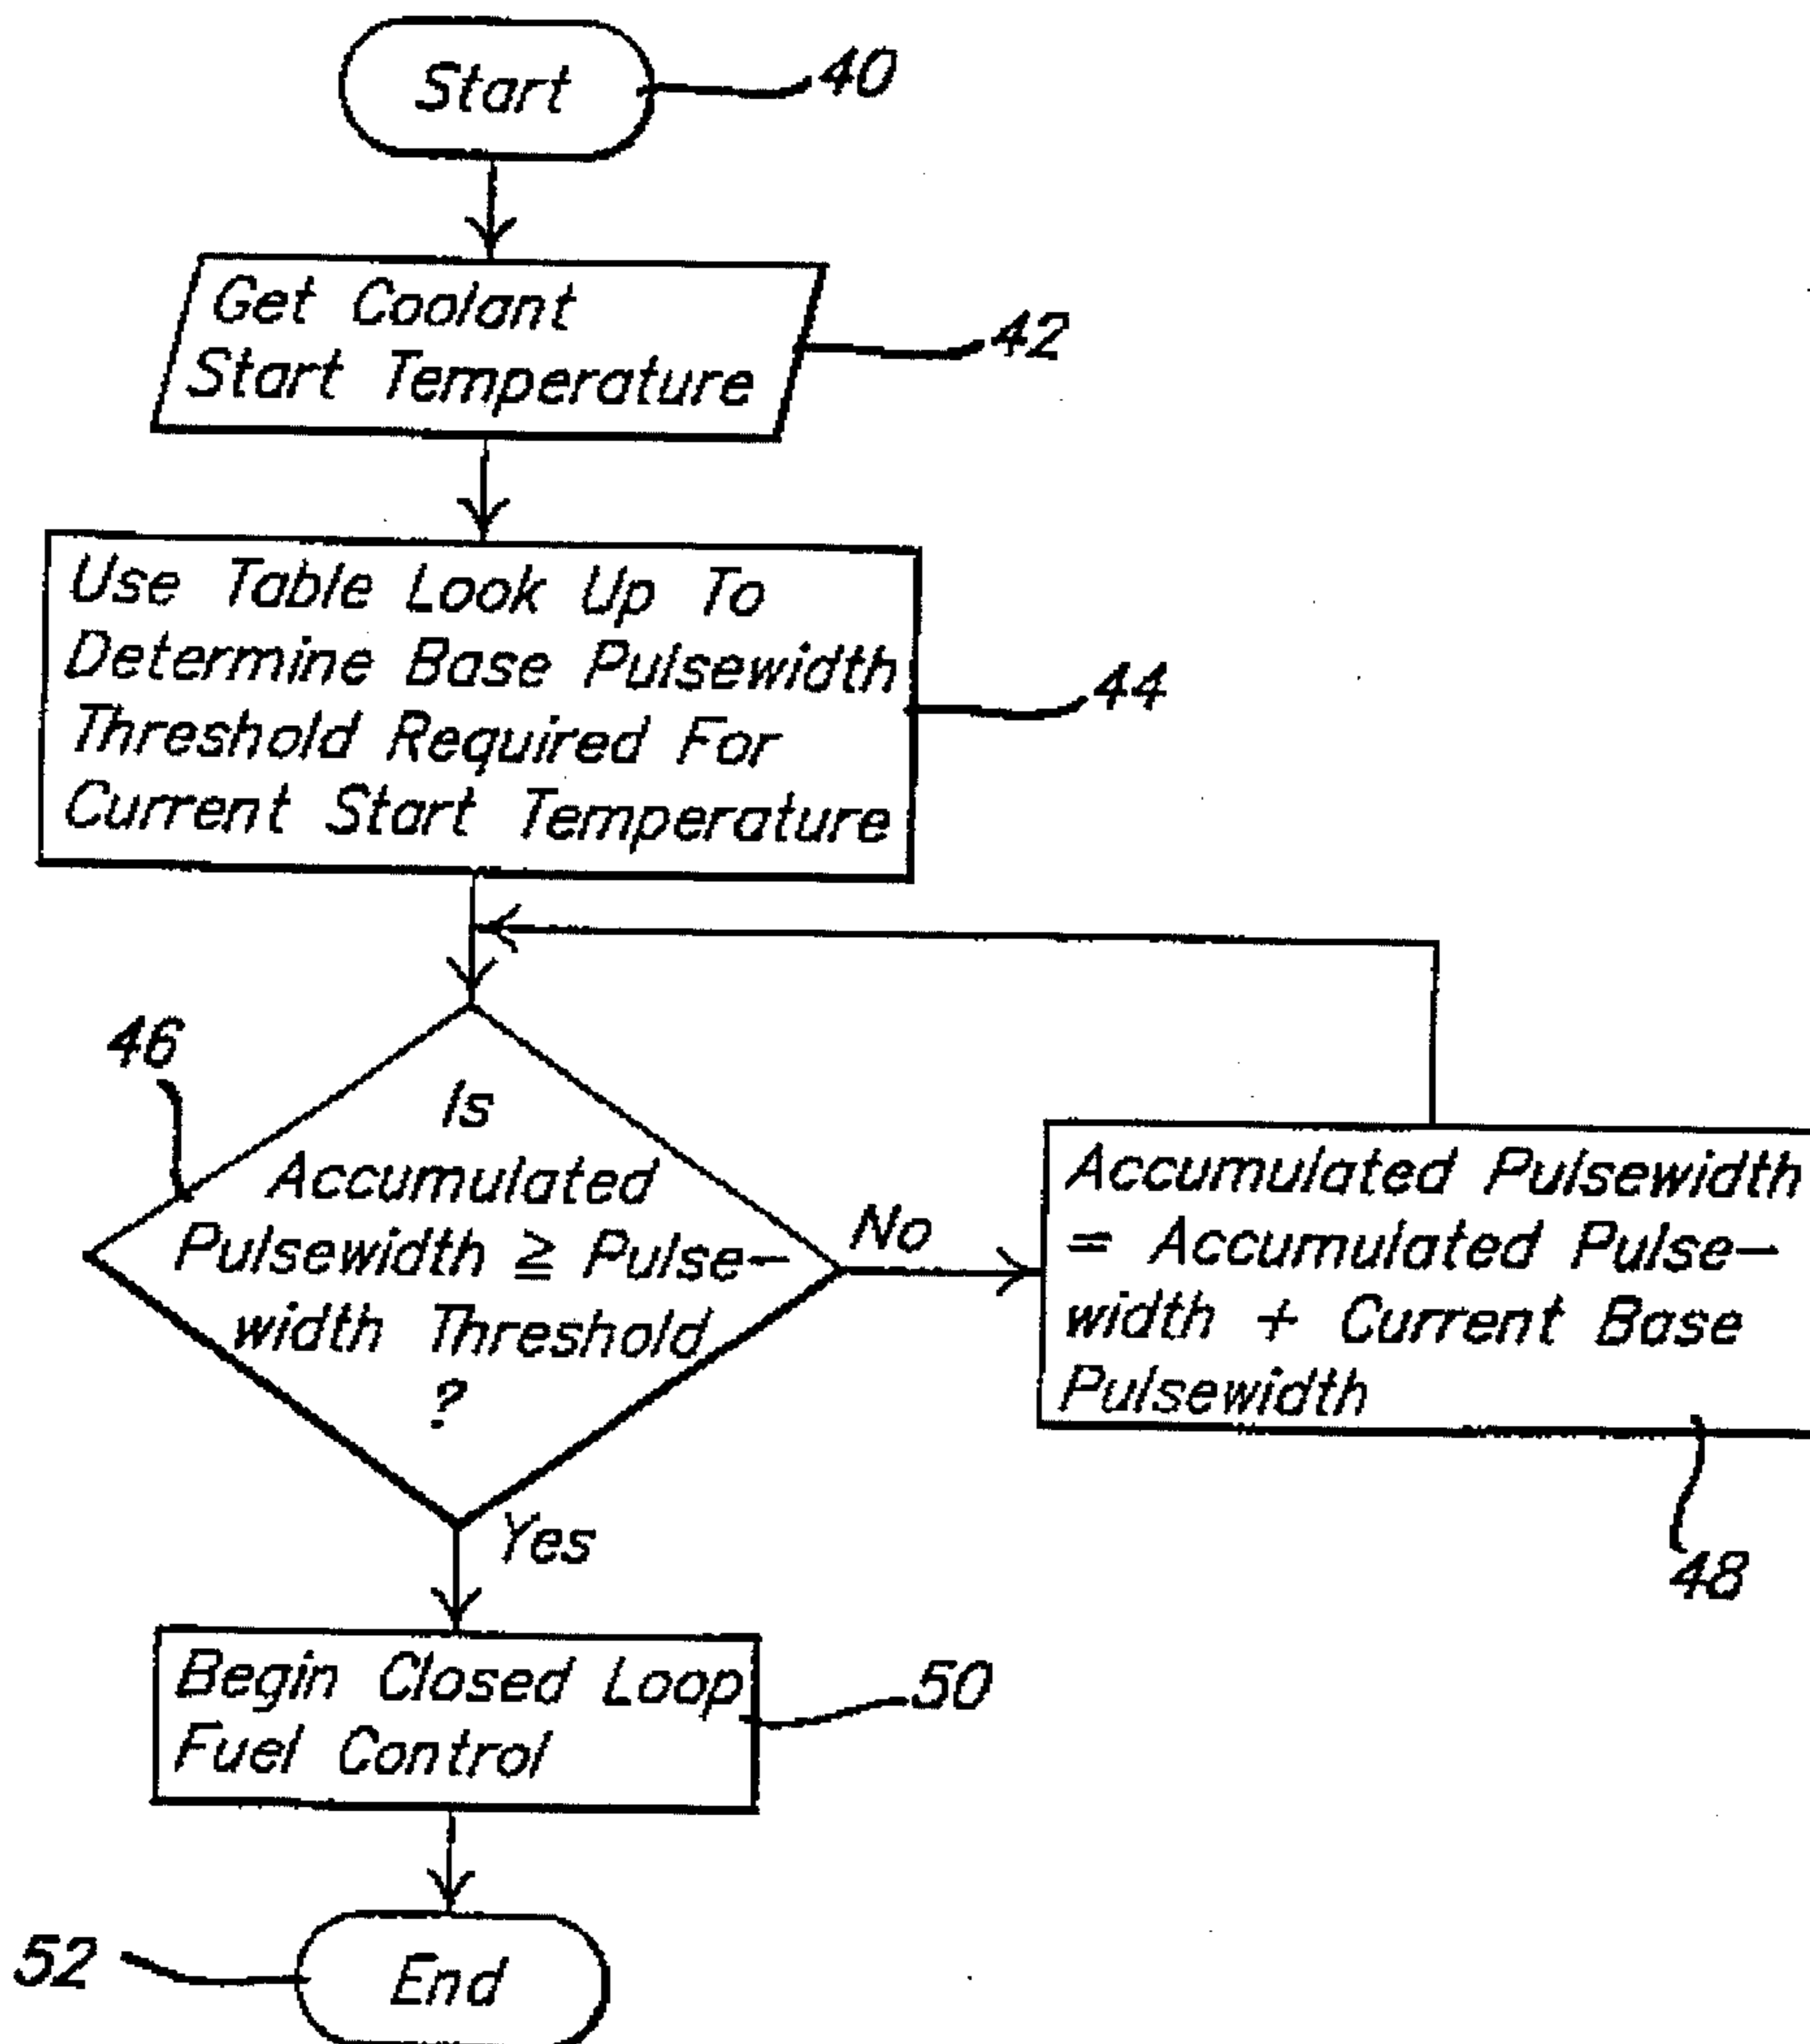 Start
40
Get Coolant
Start Temperature
42
Use Table Look Up To
Determine Base Pulsewidth
Threshold Required For
Current Start Temperature
44
46
Is
Accumulated
Pulsewidth ≧ Pulse-
width Threshold
?
No
Accumulated Pulsewidth
= Accumulated Pulse-
width + Current Base
Pulsewidth
48
Yes
Begin Closed Loop
Fuel Control
50
52
End